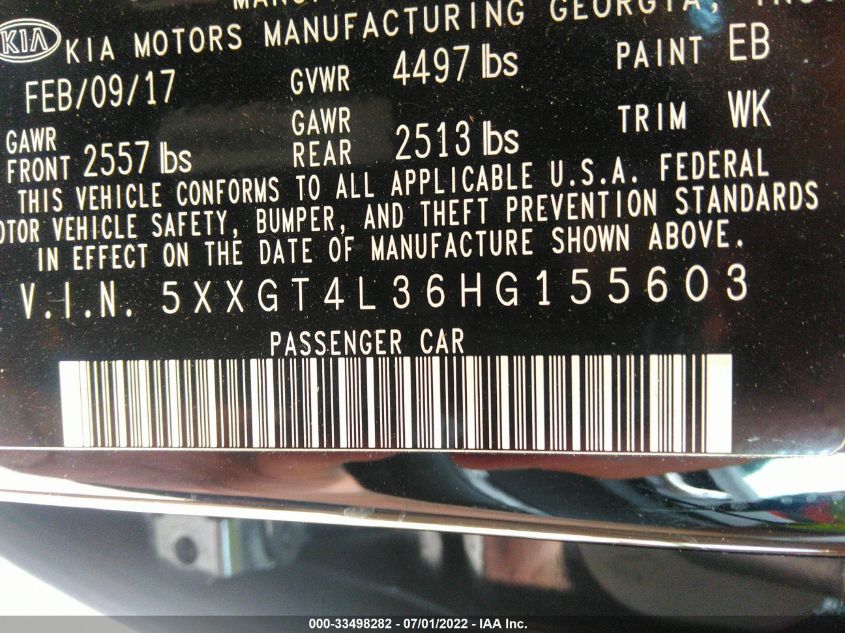 KIA MOTORS MANUFACTURING GEORGIA, INC.
KIA
FEB/09/17 GVWR 4497 lbs PAINT EB
GAWR FRONT 2557 lbs GAWR REAR 2513 lbs TRIM WK
THIS VEHICLE CONFORMS TO ALL APPLICABLE U.S.A. FEDERAL
OTOR VEHICLE SAFETY, BUMPER, AND THEFT PREVENTION STANDARDS
IN EFFECT ON THE DATE OF MANUFACTURE SHOWN ABOVE.
V.I.N. 5XXGT4L36HG155603
PASSENGER CAR
000-33498282 - 07/01/2022 - IAA Inc.